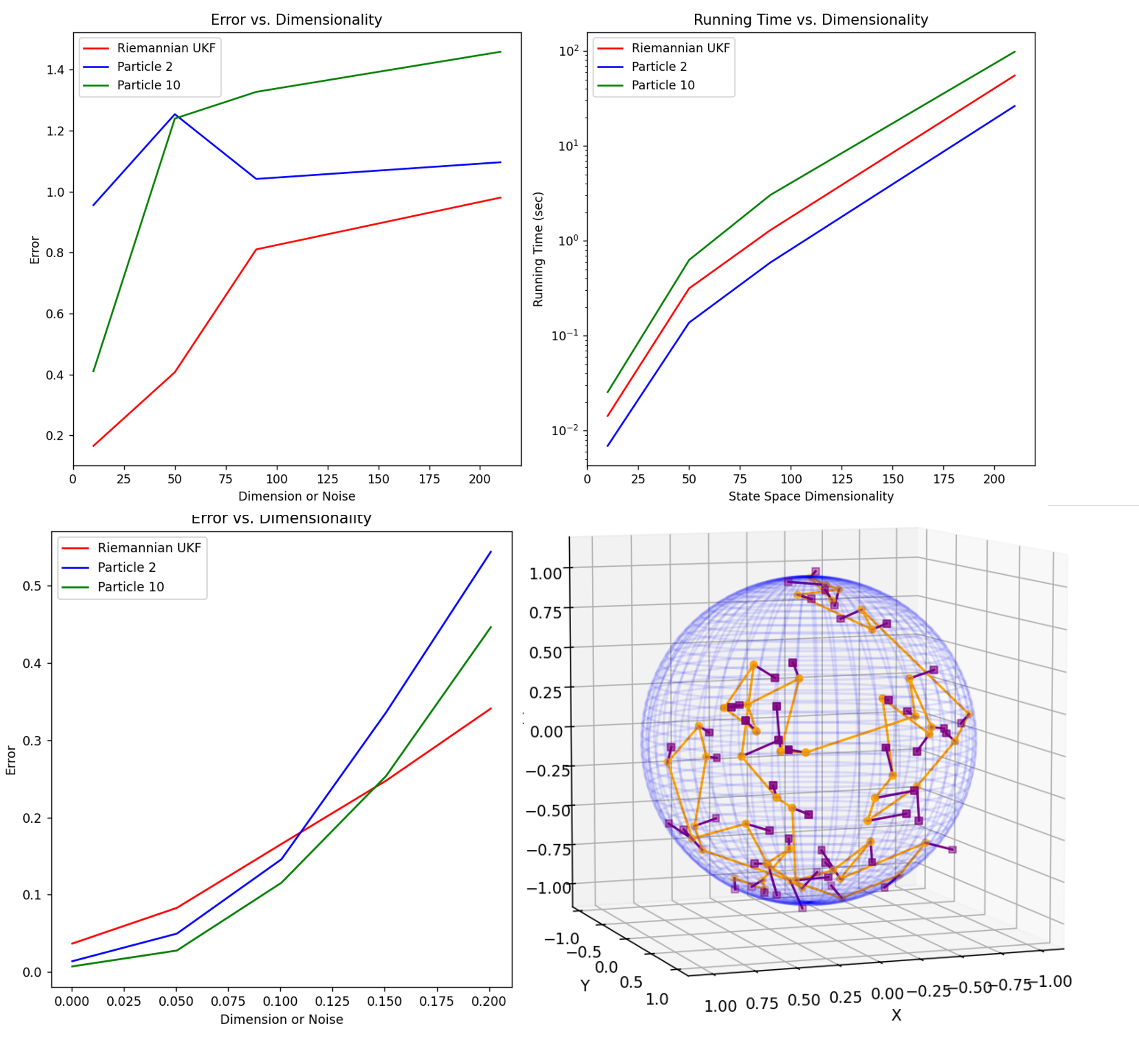 Error vs. Dimensionality
Riemannian UKF
Particle 2
Particle 10
Error
1.4
1.2
1.0
0.8
0.6
0.4
0.2
0 25 50 75 100 125 150 175 200
Dimension or Noise
Running Time vs. Dimensionality
Riemannian UKF
Particle 2
Particle 10
Running Time (sec)
10²
10¹
10⁰
10⁻¹
10⁻²
0 25 50 75 100 125 150 175 200
State Space Dimensionality
Error vs. Dimensionality
Riemannian UKF
Particle 2
Particle 10
Error
0.5
0.4
0.3
0.2
0.1
0.0
0.000 0.025 0.050 0.075 0.100 0.125 0.150 0.175 0.200
Dimension or Noise
1.00
0.75
0.50
0.25
0.00
−0.25
−0.50
−0.75
−1.00
−1.0
−0.5
0.0
0.5
1.0
Y
1.00 0.75 0.50 0.25 0.00 −0.25 −0.50 −0.75 −1.00
X